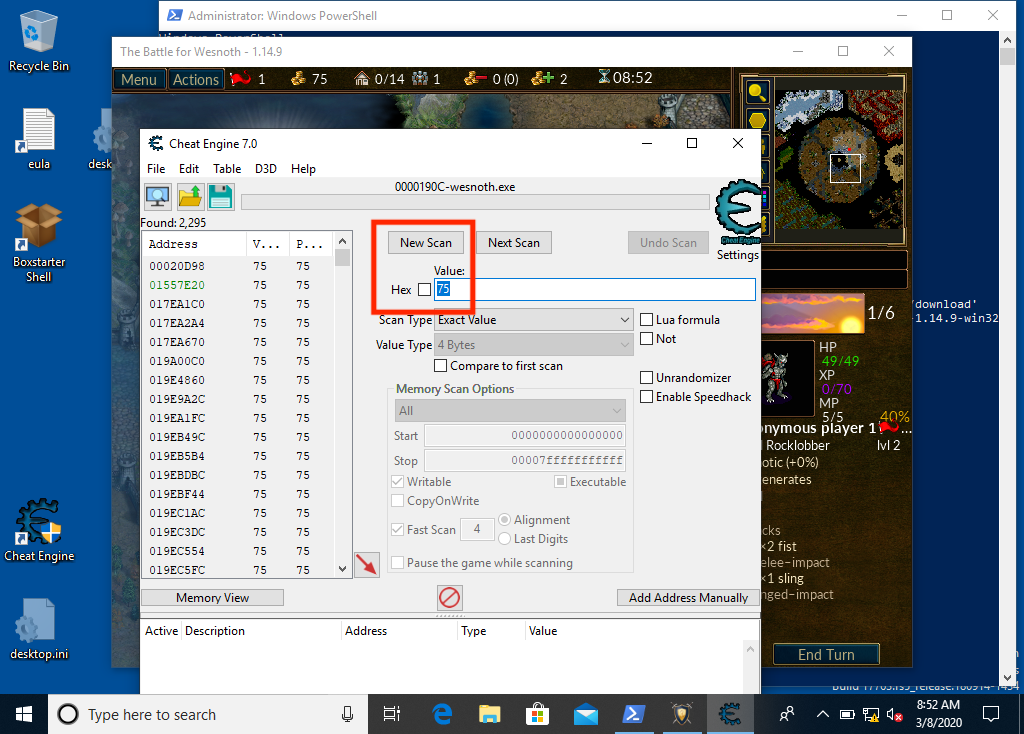 Administrator: Windows PowerShell
Recycle Bin
The Battle for Wesnoth - 1.14.9
Menu Actions 1 75 0/14 1 0 (0) 2 08:52
eula
desk
Cheat Engine 7.0
File Edit Table D3D Help
0000190C-wesnoth.exe
Found: 2,295
Address V... P...
New Scan Next Scan Undo Scan
Cheat Engine
Settings
Value:
Hex 75
00020D98 75 75
01557E20 75 75
017EA1C0 75 75
017EA2A4 75 75
017EA670 75 75
019A00C0 75 75
019E4860 75 75
019E9A2C 75 75
019EA1FC 75 75
019EB49C 75 75
019EB5B4 75 75
019EBDBC 75 75
019EBF44 75 75
019EC1AC 75 75
019EC3DC 75 75
019EC554 75 75
019EC5FC 75 75
Scan Type Exact Value
Lua formula
Value Type 4 Bytes
Not
Compare to first scan
Unrandomizer
Enable Speedhack
Memory Scan Options
All
Start 0000000000000000
Stop 00007fffffffffff
Writable Executable
CopyOnWrite
Fast Scan 4 Alignment
Last Digits
Pause the game while scanning
Memory View
Add Address Manually
Active Description Address Type Value
Boxstarter
Shell
Cheat Engine
desktop.ini
/download'
-1.14.9-win32
1/6
HP
49/49
XP
0/70
MP
5/5
40%
onymous player 1 ...
Rocklobber lvl 2
otic (+0%)
enerates
cks
×2 fist
elee–impact
×1 sling
nged–impact
End Turn
Build 17763.rs5_release.180914-1434
Type here to search
8:52 AM
3/8/2020